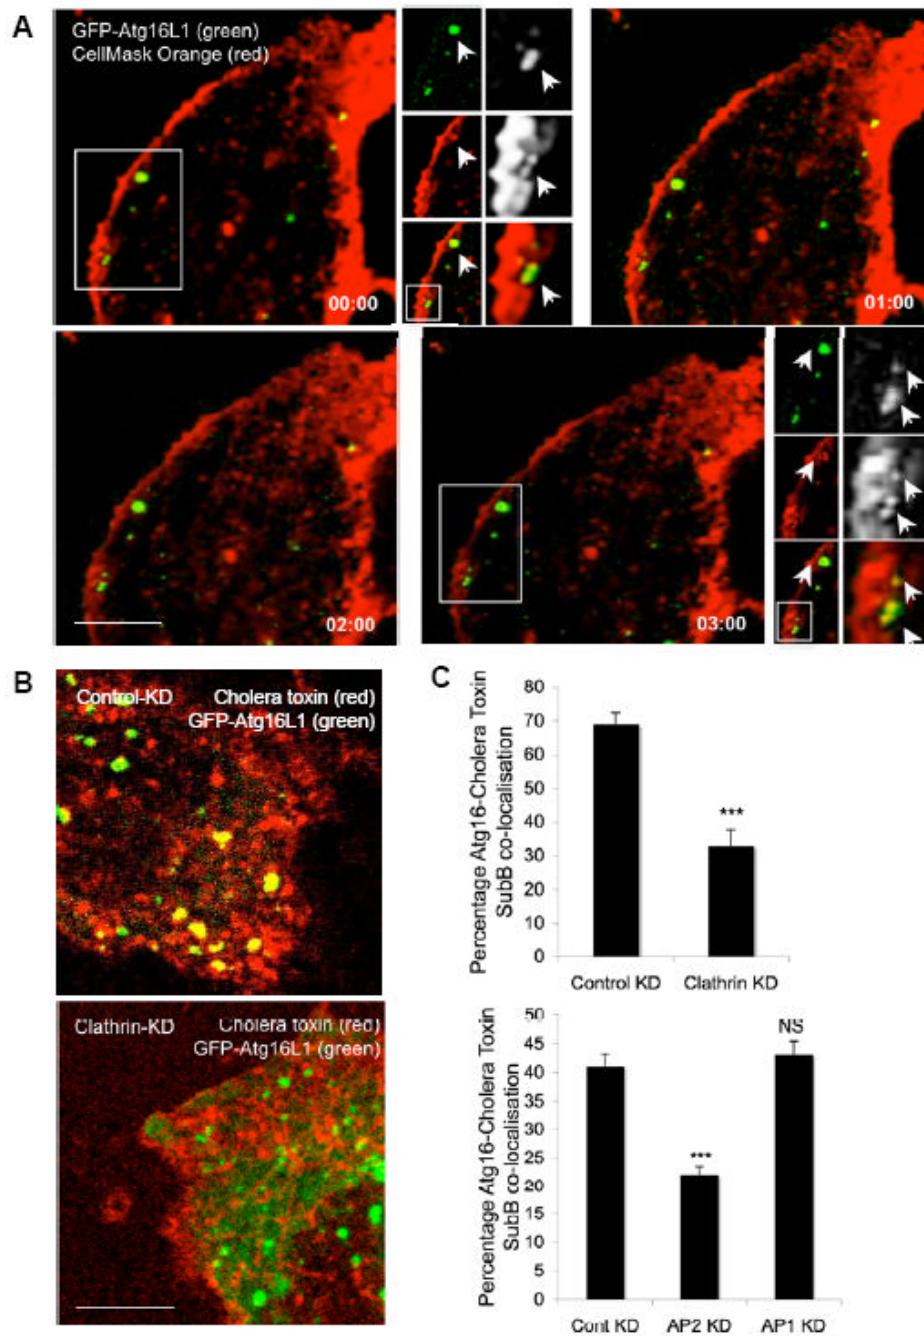 A
GFP-Atg16L1 (green)
CellMask Orange (red)
00:00
01:00
02:00
03:00
B
Control-KD
Cholera toxin (red)
GFP-Atg16L1 (green)
Clathrin-KD
Cholera toxin (red)
GFP-Atg16L1 (green)
C
Percentage Atg16-Cholera Toxin
SubB co-localisation
80
70
60
50
40
30
20
10
0
***
Control KD
Clathrin KD
Percentage Atg16-Cholera Toxin
SubB co-localisation
50
45
40
35
30
25
20
15
10
5
0
***
NS
Cont KD
AP2 KD
AP1 KD